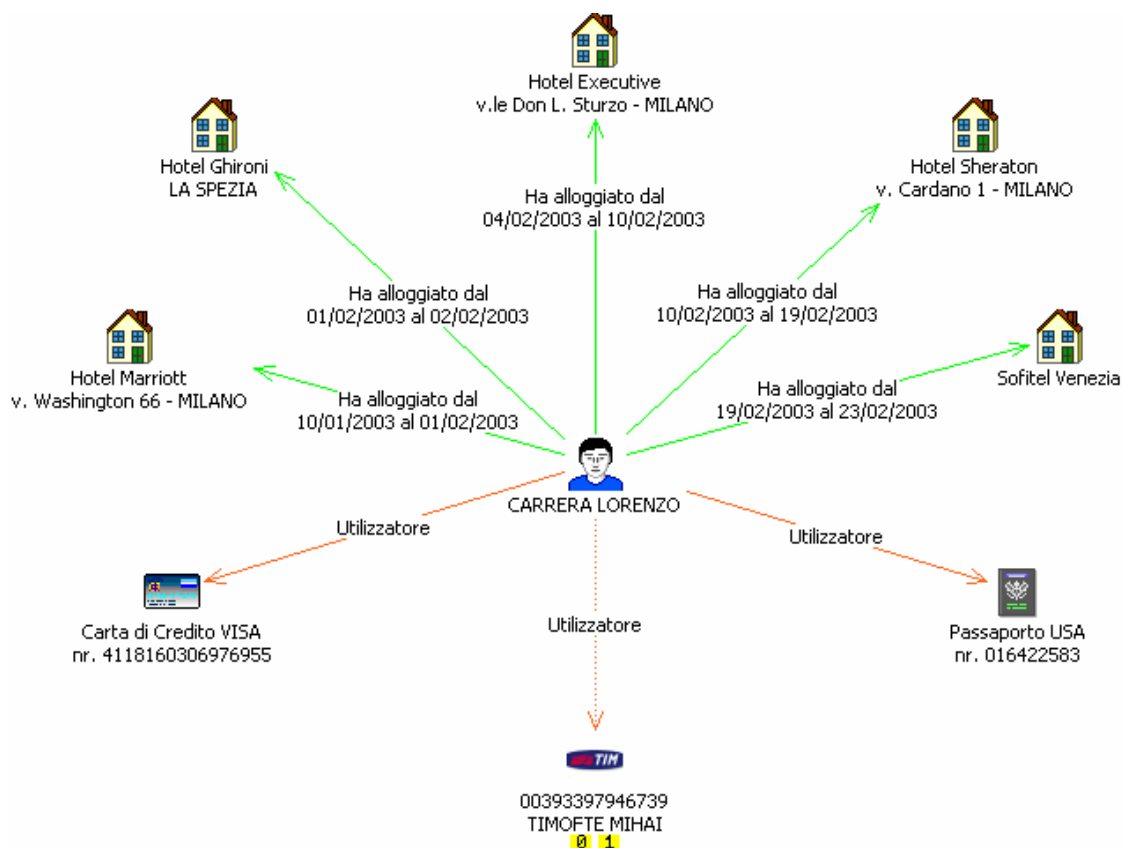 Hotel Executive
v.le Don L. Sturzo - MILANO
Hotel Ghironi
LA SPEZIA
Hotel Sheraton
v. Cardano 1 - MILANO
Ha alloggiato dal
04/02/2003 al 10/02/2003
Ha alloggiato dal
01/02/2003 al 02/02/2003
Ha alloggiato dal
10/02/2003 al 19/02/2003
Hotel Marriott
v. Washington 66 - MILANO
Sofitel Venezia
Ha alloggiato dal
10/01/2003 al 01/02/2003
Ha alloggiato dal
19/02/2003 al 23/02/2003
CARRERA LORENZO
Utilizzatore
Utilizzatore
Utilizzatore
Carta di Credito VISA
nr. 4118160306976955
Passaporto USA
nr. 016422583
TIM
00393397946739
TIMOFTE MIHAI
0 1